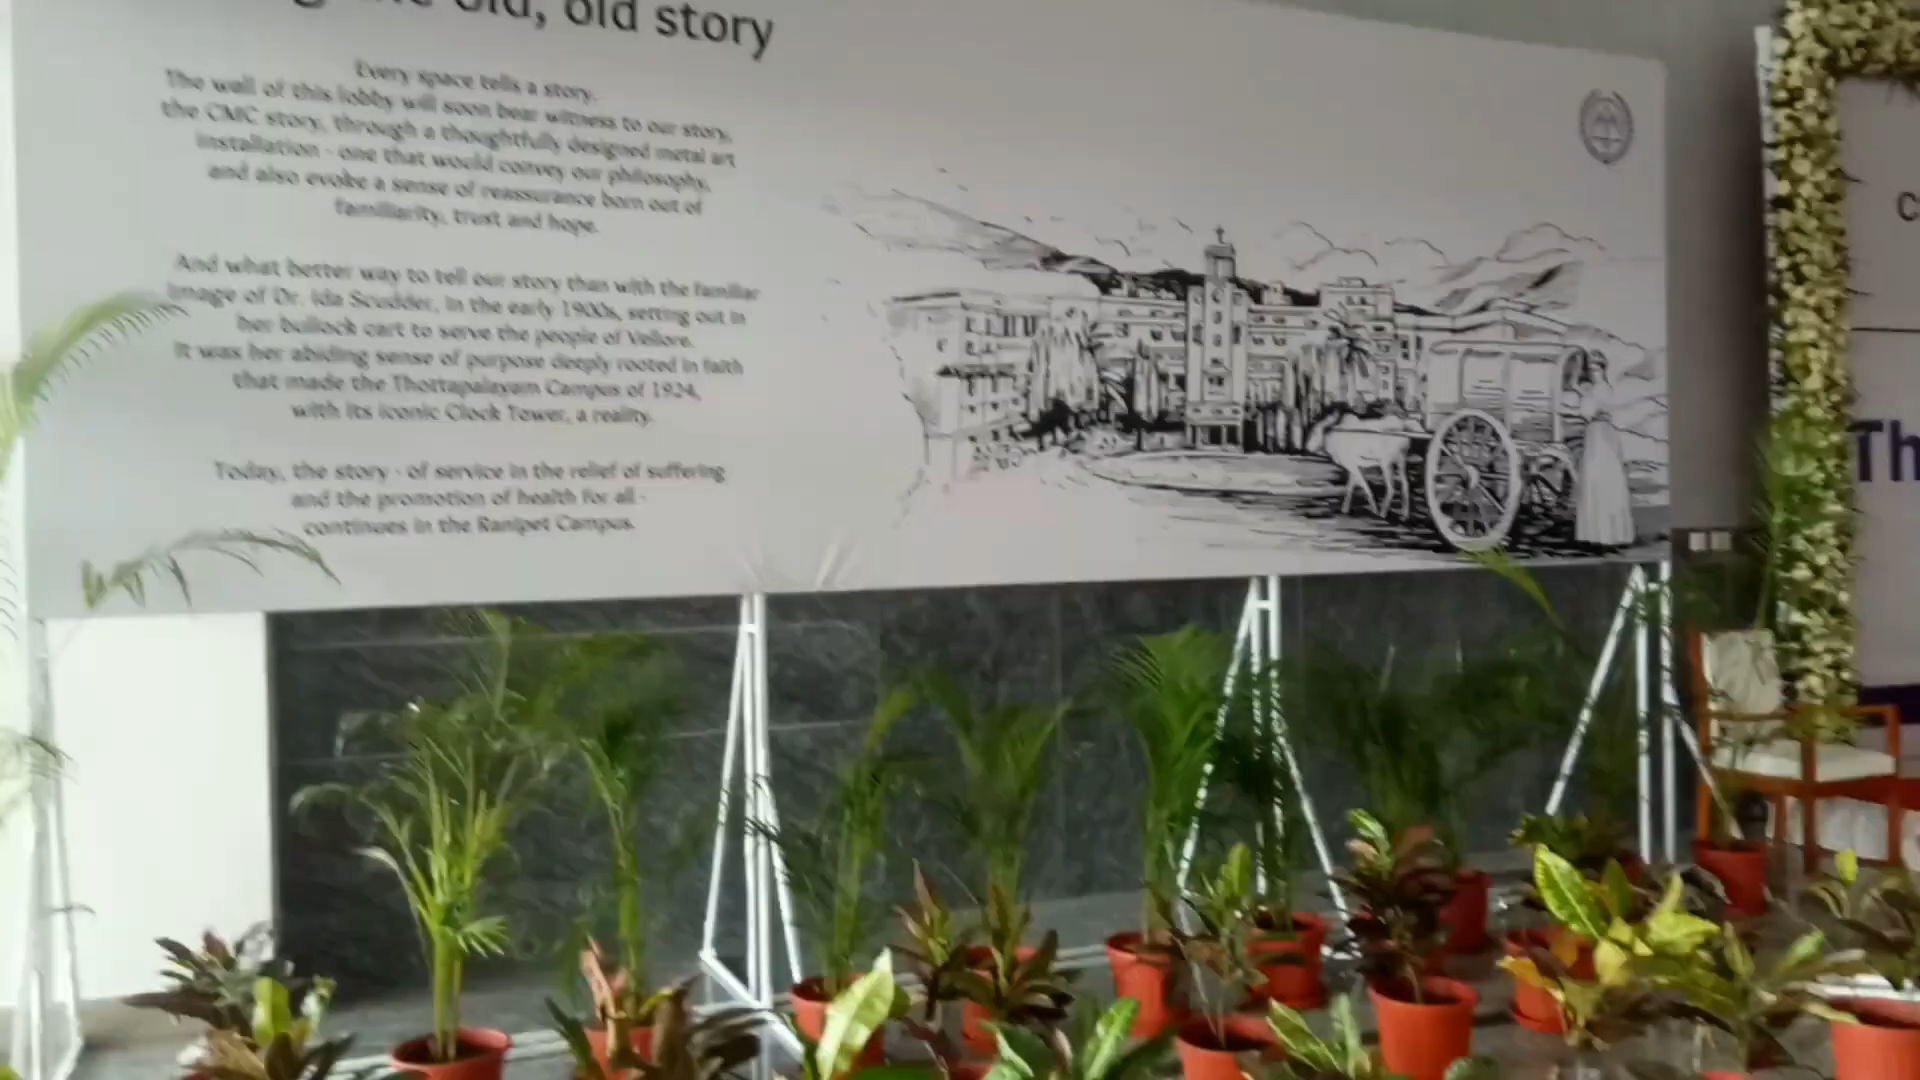 the old, old story
Every space tells a story.
The wall of this lobby will soon bear witness to our story,
the CMC story, through a thoughtfully designed metal art
installation - one that would convey our philosophy,
and also evoke a sense of reassurance born out of
familiarity, trust and hope.
And what better way to tell our story than with the familiar
image of Dr. Ida Scudder, in the early 1900s, setting out in
her bullock cart to serve the people of Vellore.
It was her abiding sense of purpose deeply rooted in faith
that made the Thottapalayam Campus of 1924,
with its iconic Clock Tower, a reality.
Today, the story - of service in the relief of suffering
and the promotion of health for all -
continues in the Ranipet Campus.
C
Th